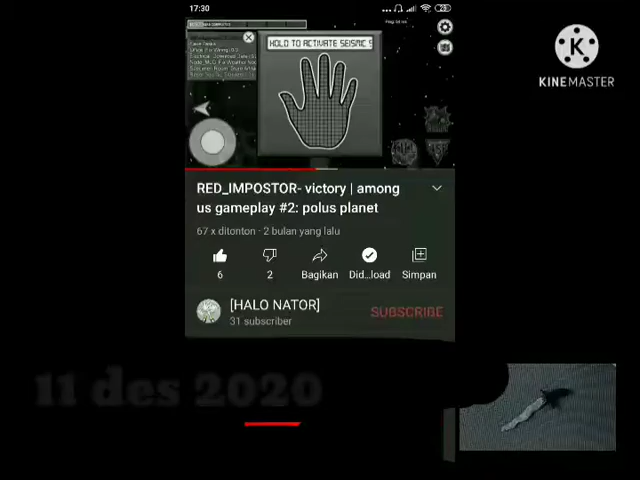 17:30
HOLD TO ACTIVATE SEISMIC S
KINEMASTER
RED_IMPOSTOR- victory | among
us gameplay #2: polus planet
67 x ditonton · 2 bulan yang lalu
6
2
Bagikan
Did...load
Simpan
[HALO NATOR]
31 subscriber
SUBSCRIBE
11 des 2020